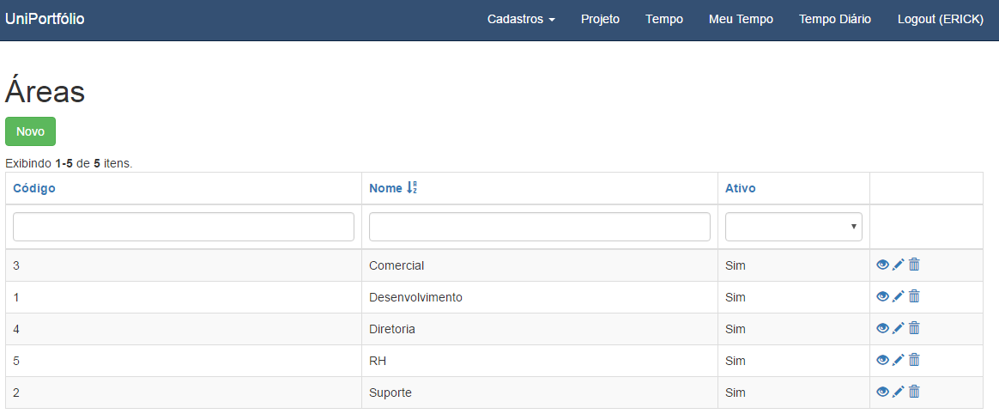 UniPortfólio Cadastros Projeto Tempo Meu Tempo Tempo Diário Logout (ERICK)
Áreas
Novo
Exibindo 1-5 de 5 itens.
Código Nome Ativo
3 Comercial Sim
1 Desenvolvimento Sim
4 Diretoria Sim
5 RH Sim
2 Suporte Sim